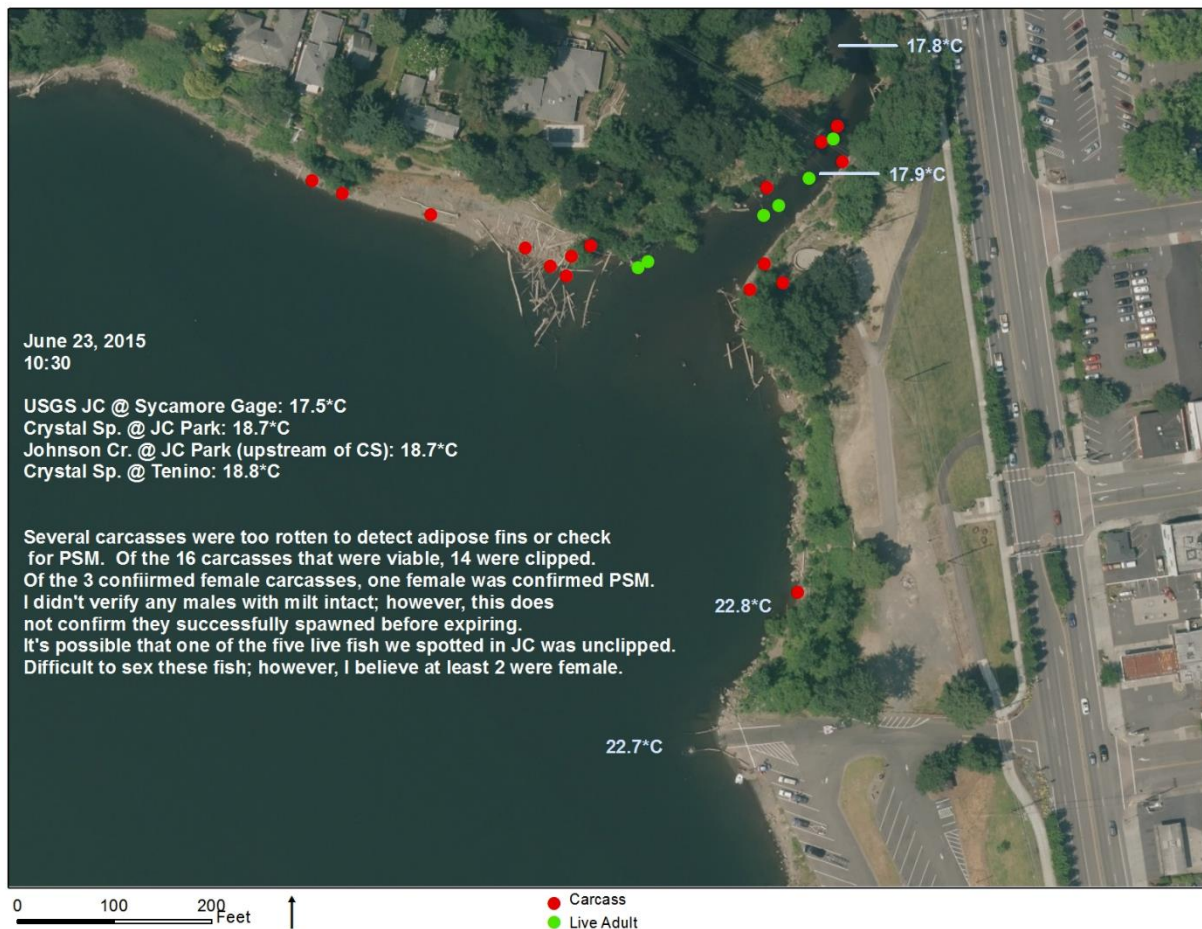 17.8*C
17.9*C
June 23, 2015
10:30
USGS JC @ Sycamore Gage: 17.5*C
Crystal Sp. @ JC Park: 18.7*C
Johnson Cr. @ JC Park (upstream of CS): 18.7*C
Crystal Sp. @ Tenino: 18.8*C
Several carcasses were too rotten to detect adipose fins or check
for PSM. Of the 16 carcasses that were viable, 14 were clipped.
Of the 3 confiirmed female carcasses, one female was confirmed PSM.
I didn't verify any males with milt intact; however, this does
not confirm they successfully spawned before expiring.
It's possible that one of the five live fish we spotted in JC was unclipped.
Difficult to sex these fish; however, I believe at least 2 were female.
22.8*C
22.7*C
0 100 200 Feet
Carcass
Live Adult